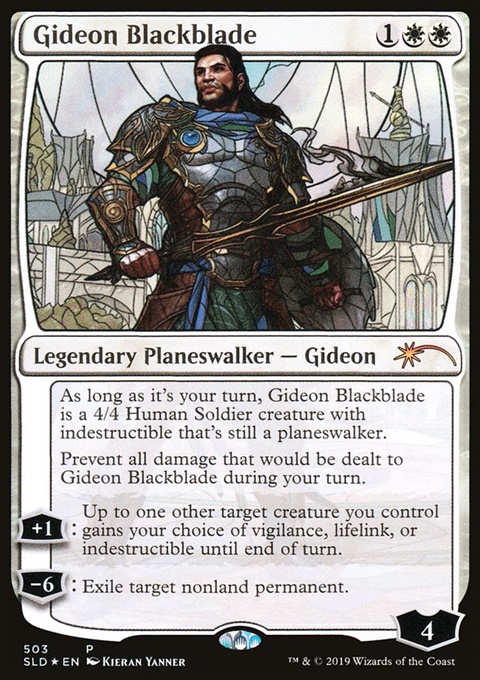 Gideon Blackblade 1
Legendary Planeswalker — Gideon
As long as it's your turn, Gideon Blackblade
is a 4/4 Human Soldier creature with
indestructible that's still a planeswalker.
Prevent all damage that would be dealt to
Gideon Blackblade during your turn.
+1: Up to one other target creature you control
gains your choice of vigilance, lifelink, or
indestructible until end of turn.
−6: Exile target nonland permanent.
4
503 P
SLD ★ EN Kieran Yanner
™ & © 2019 Wizards of the Coast